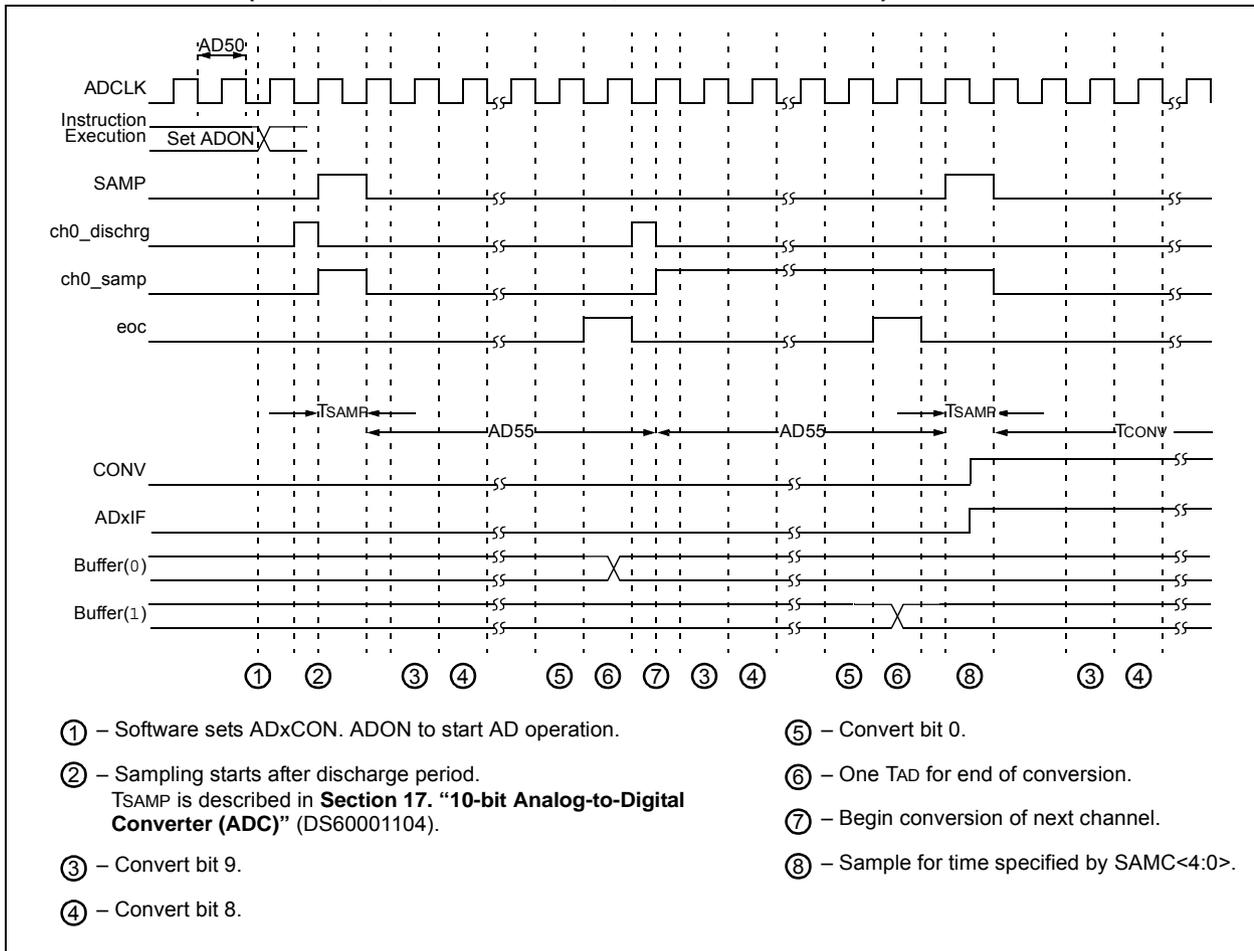 AD50
ADCLK
Instruction
Execution
Set ADON
SAMP
ch0_dischrg
ch0_samp
eoc
TSAMP
TSAMP
AD55
AD55
TCONV
CONV
ADxIF
Buffer(0)
Buffer(1)
1 2 3 4 5 6 7 3 4 5 6 8 3 4
1 – Software sets ADxCON. ADON to start AD operation.
2 – Sampling starts after discharge period.
TSAMP is described in Section 17. “10-bit Analog-to-Digital
Converter (ADC)” (DS60001104).
3 – Convert bit 9.
4 – Convert bit 8.
5 – Convert bit 0.
6 – One TAD for end of conversion.
7 – Begin conversion of next channel.
8 – Sample for time specified by SAMC<4:0>.